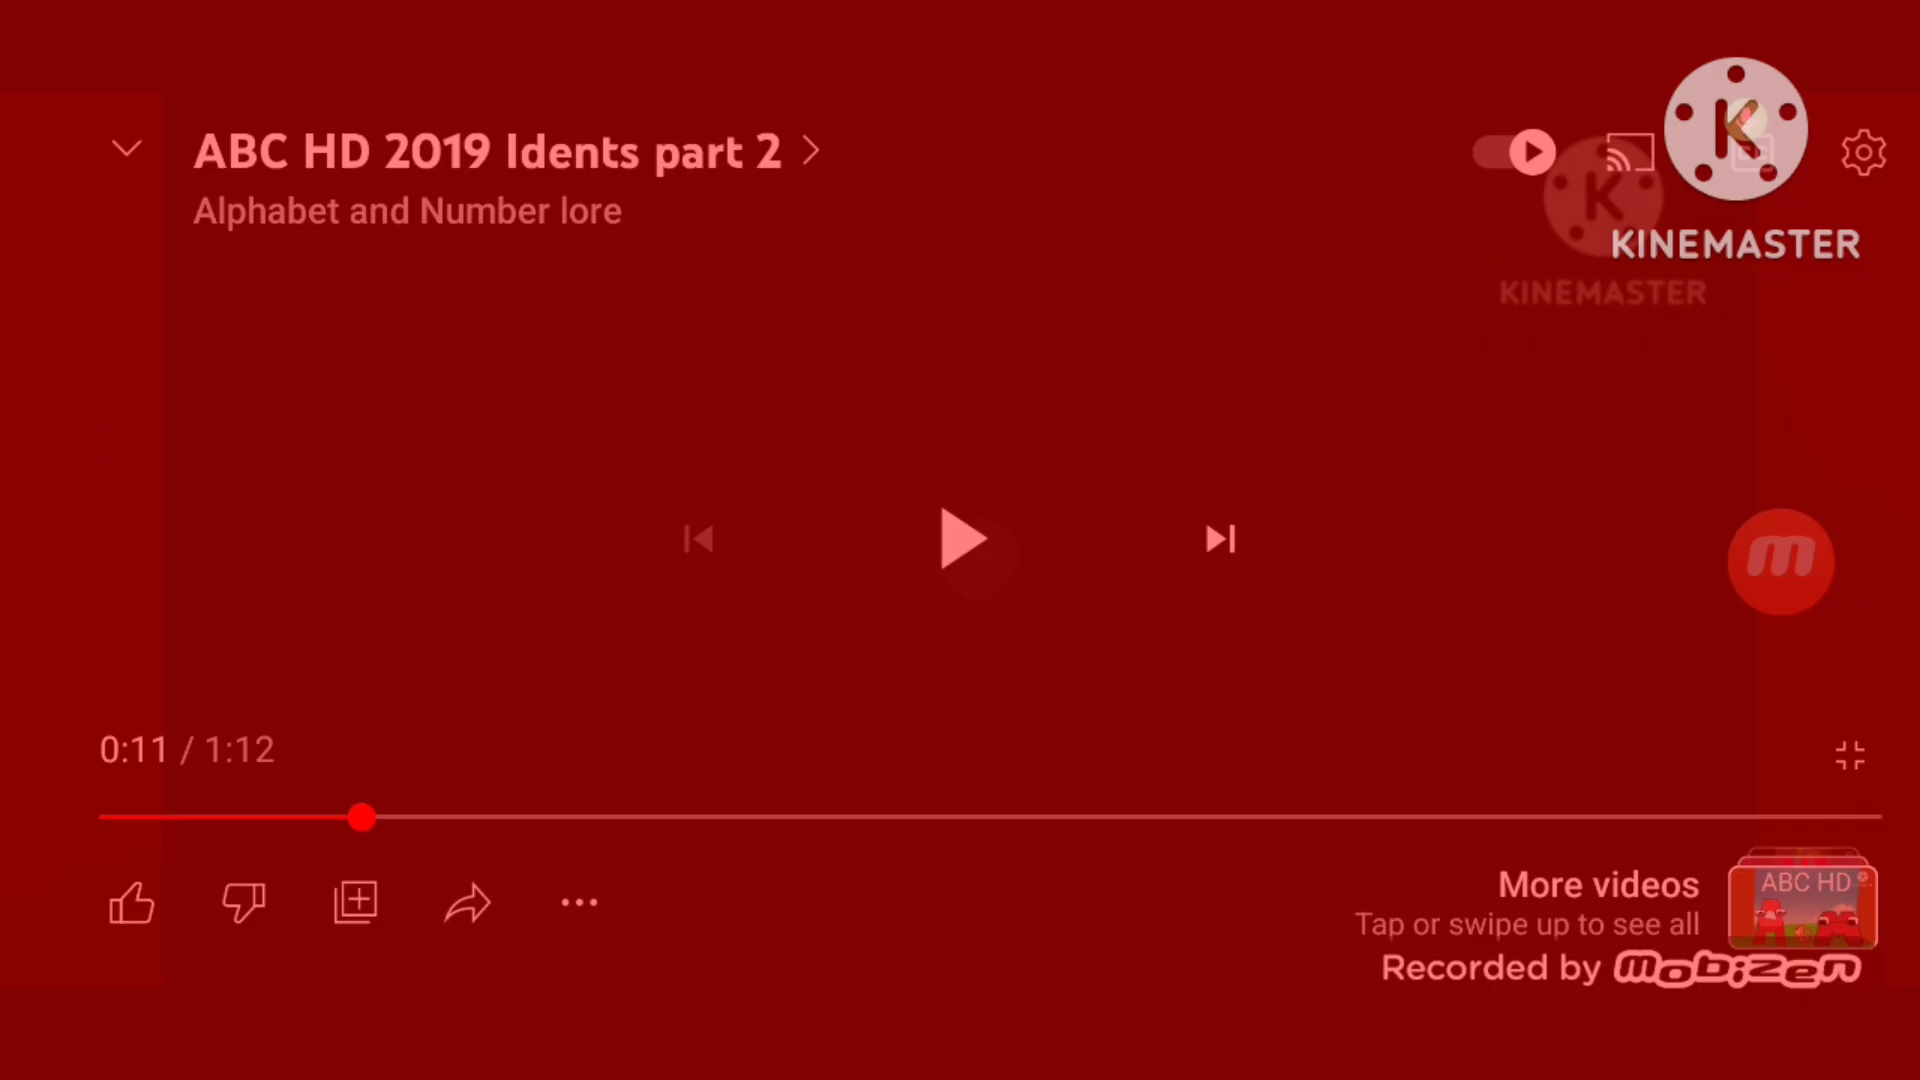 ABC HD 2019 Idents part 2
Alphabet and Number lore
KINEMASTER
KINEMASTER
0:11 / 1:12
More videos
Tap or swipe up to see all
ABC HD
Recorded by mobizen